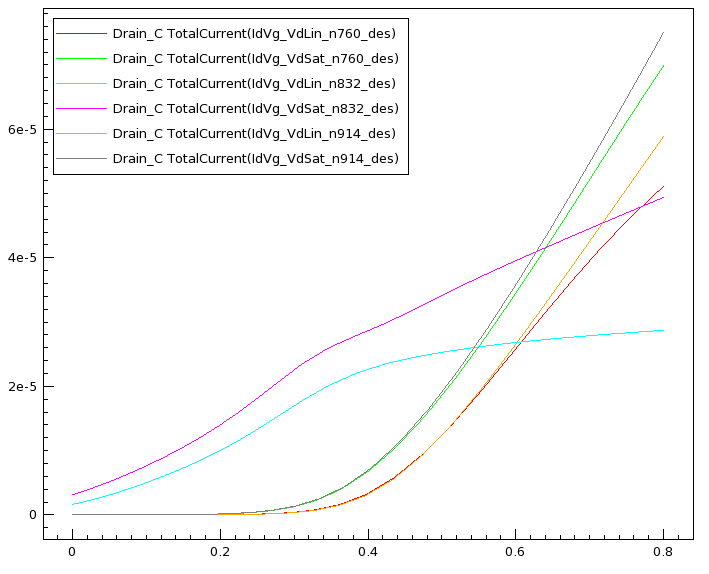 Drain_C TotalCurrent(IdVg_VdLin_n760_des)
Drain_C TotalCurrent(IdVg_VdSat_n760_des)
Drain_C TotalCurrent(IdVg_VdLin_n832_des)
Drain_C TotalCurrent(IdVg_VdSat_n832_des)
Drain_C TotalCurrent(IdVg_VdLin_n914_des)
Drain_C TotalCurrent(IdVg_VdSat_n914_des)
6e-5
4e-5
2e-5
0
0 0.2 0.4 0.6 0.8